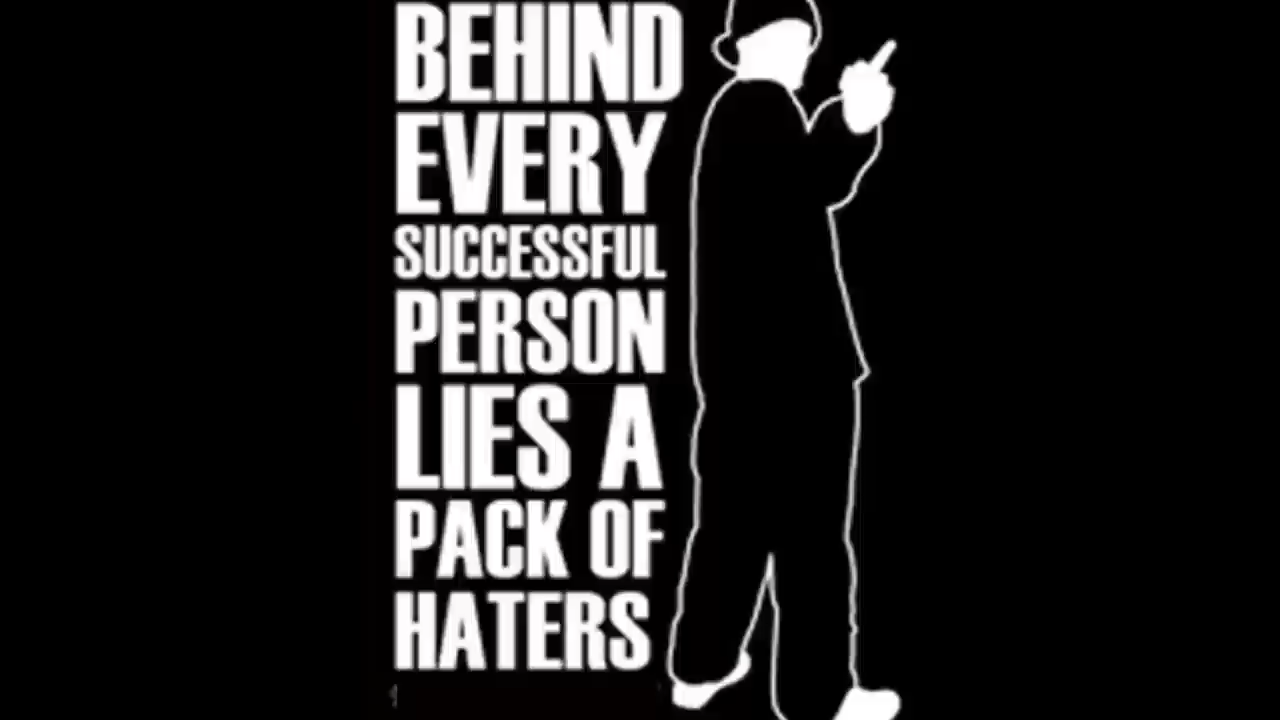 BEHIND
EVERY
SUCCESSFUL
PERSON
LIES A
PACK OF
HATERS